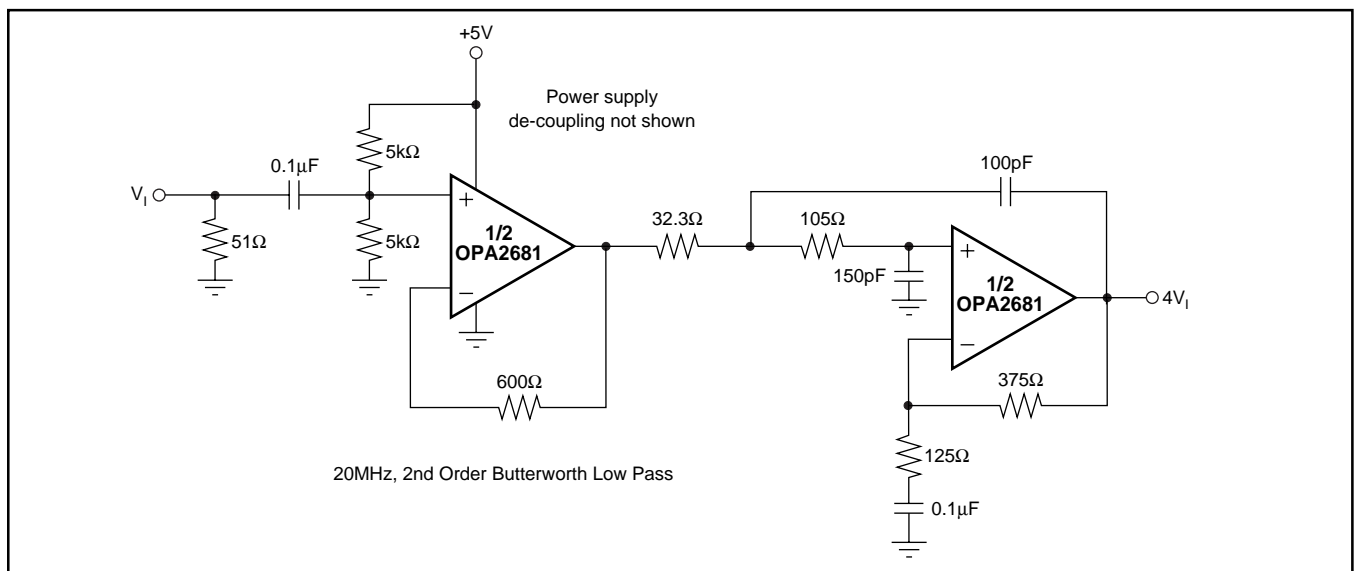 +5V
Power supply
de-coupling not shown
5kΩ
0.1µF
V_I
51Ω
5kΩ
+
1/2
OPA2681
−
600Ω
32.3Ω
100pF
105Ω
150pF
+
1/2
OPA2681
−
4V_I
375Ω
125Ω
0.1µF
20MHz, 2nd Order Butterworth Low Pass